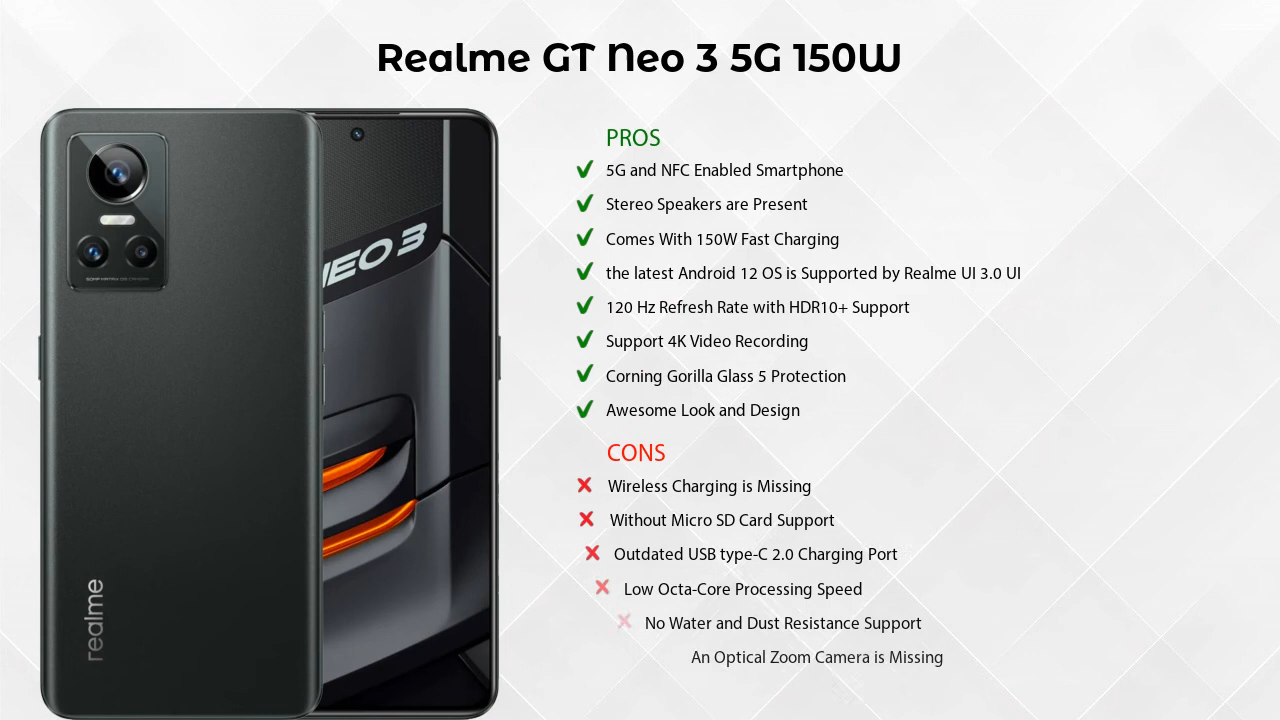 Realme GT Neo 3 5G 150W
NEO 3
realme
PROS
5G and NFC Enabled Smartphone
Stereo Speakers are Present
Comes With 150W Fast Charging
the latest Android 12 OS is Supported by Realme UI 3.0 UI
120 Hz Refresh Rate with HDR10+ Support
Support 4K Video Recording
Corning Gorilla Glass 5 Protection
Awesome Look and Design
CONS
Wireless Charging is Missing
Without Micro SD Card Support
Outdated USB type-C 2.0 Charging Port
Low Octa-Core Processing Speed
No Water and Dust Resistance Support
An Optical Zoom Camera is Missing